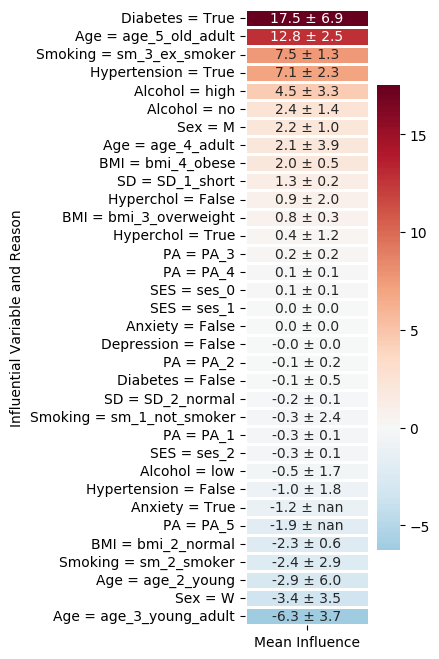 Influential Variable and Reason
Diabetes = True 17.5 ± 6.9
Age = age_5_old_adult 12.8 ± 2.5
Smoking = sm_3_ex_smoker 7.5 ± 1.3
Hypertension = True 7.1 ± 2.3
Alcohol = high 4.5 ± 3.3
Alcohol = no 2.4 ± 1.4
Sex = M 2.2 ± 1.0
Age = age_4_adult 2.1 ± 3.9
BMI = bmi_4_obese 2.0 ± 0.5
SD = SD_1_short 1.3 ± 0.2
Hyperchol = False 0.9 ± 2.0
BMI = bmi_3_overweight 0.8 ± 0.3
Hyperchol = True 0.4 ± 1.2
PA = PA_3 0.2 ± 0.2
PA = PA_4 0.1 ± 0.1
SES = ses_0 0.1 ± 0.1
SES = ses_1 0.0 ± 0.0
Anxiety = False 0.0 ± 0.0
Depression = False -0.0 ± 0.0
PA = PA_2 -0.1 ± 0.2
Diabetes = False -0.1 ± 0.5
SD = SD_2_normal -0.2 ± 0.1
Smoking = sm_1_not_smoker -0.3 ± 2.4
PA = PA_1 -0.3 ± 0.1
SES = ses_2 -0.3 ± 0.1
Alcohol = low -0.5 ± 1.7
Hypertension = False -1.0 ± 1.8
Anxiety = True -1.2 ± nan
PA = PA_5 -1.9 ± nan
BMI = bmi_2_normal -2.3 ± 0.6
Smoking = sm_2_smoker -2.4 ± 2.9
Age = age_2_young -2.9 ± 6.0
Sex = W -3.4 ± 3.5
Age = age_3_young_adult -6.3 ± 3.7
Mean Influence
15
10
5
0
−5